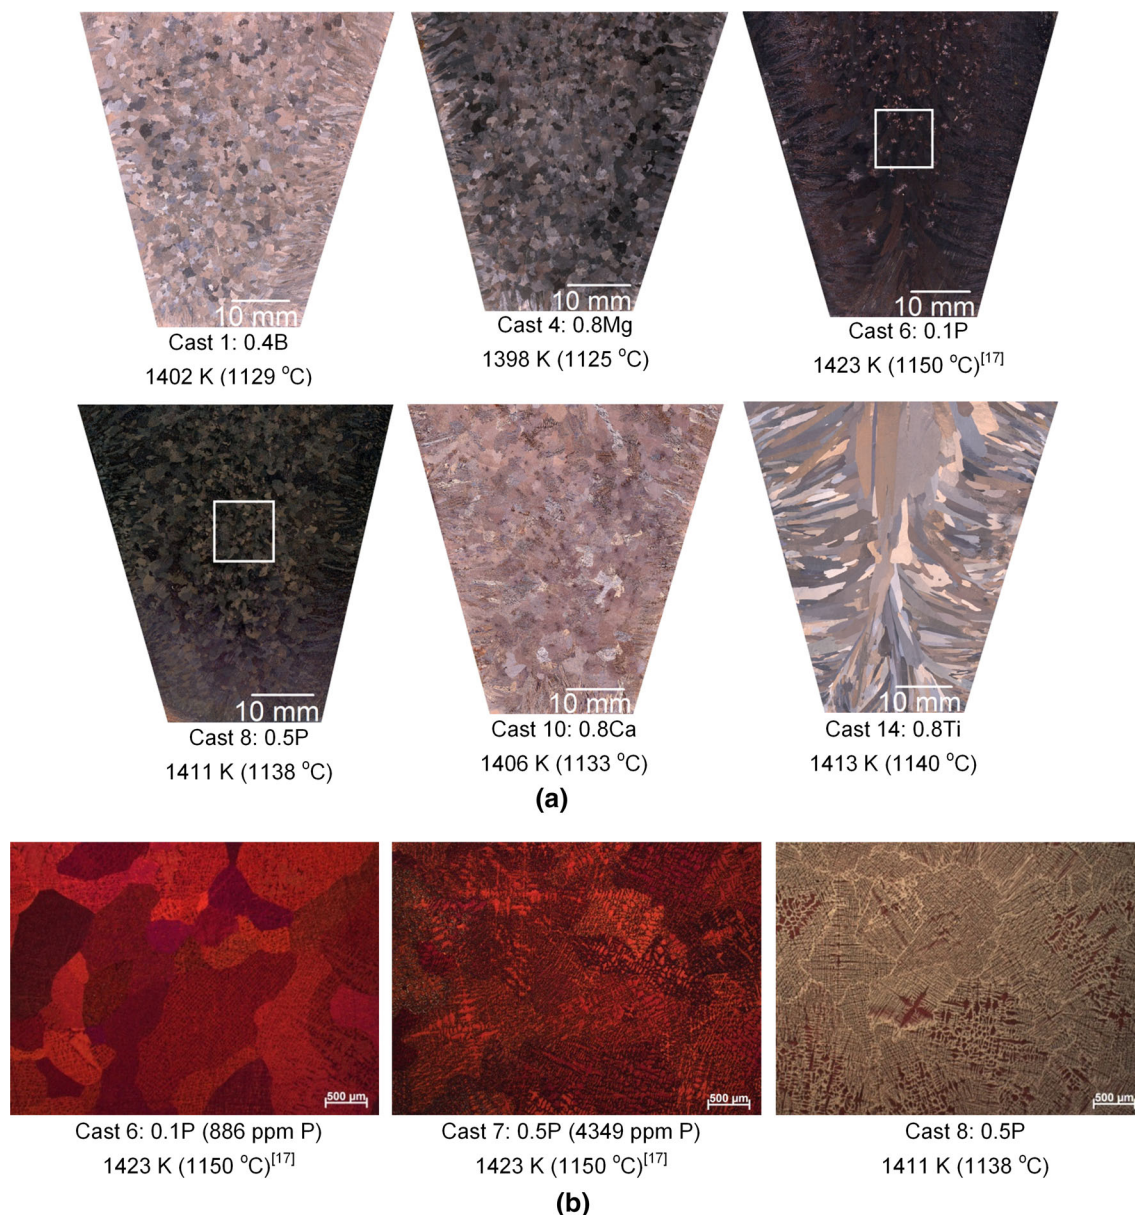 10 mm
10 mm
10 mm
Cast 1: 0.4B
Cast 4: 0.8Mg
Cast 6: 0.1P
1402 K (1129 °C)
1398 K (1125 °C)
1423 K (1150 °C)[17]
10 mm
10 mm
10 mm
Cast 8: 0.5P
Cast 10: 0.8Ca
Cast 14: 0.8Ti
1411 K (1138 °C)
1406 K (1133 °C)
1413 K (1140 °C)
(a)
500 µm
500 µm
500 µm
Cast 6: 0.1P (886 ppm P)
Cast 7: 0.5P (4349 ppm P)
Cast 8: 0.5P
1423 K (1150 °C)[17]
1423 K (1150 °C)[17]
1411 K (1138 °C)
(b)